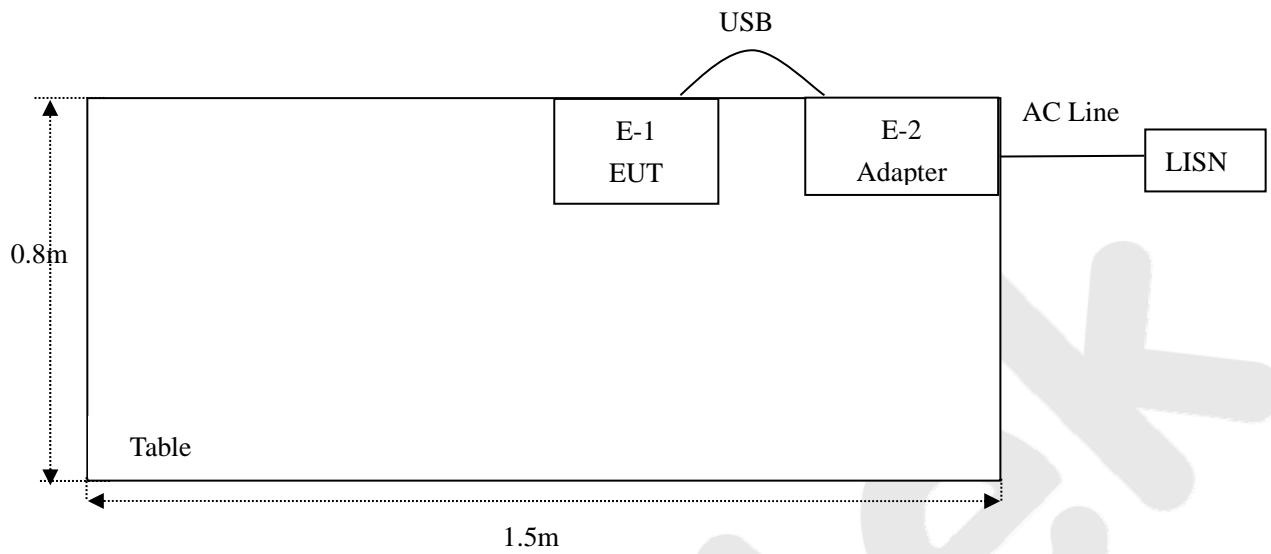 USB
E-1
EUT
E-2
Adapter
AC Line
LISN
0.8m
Table
1.5m